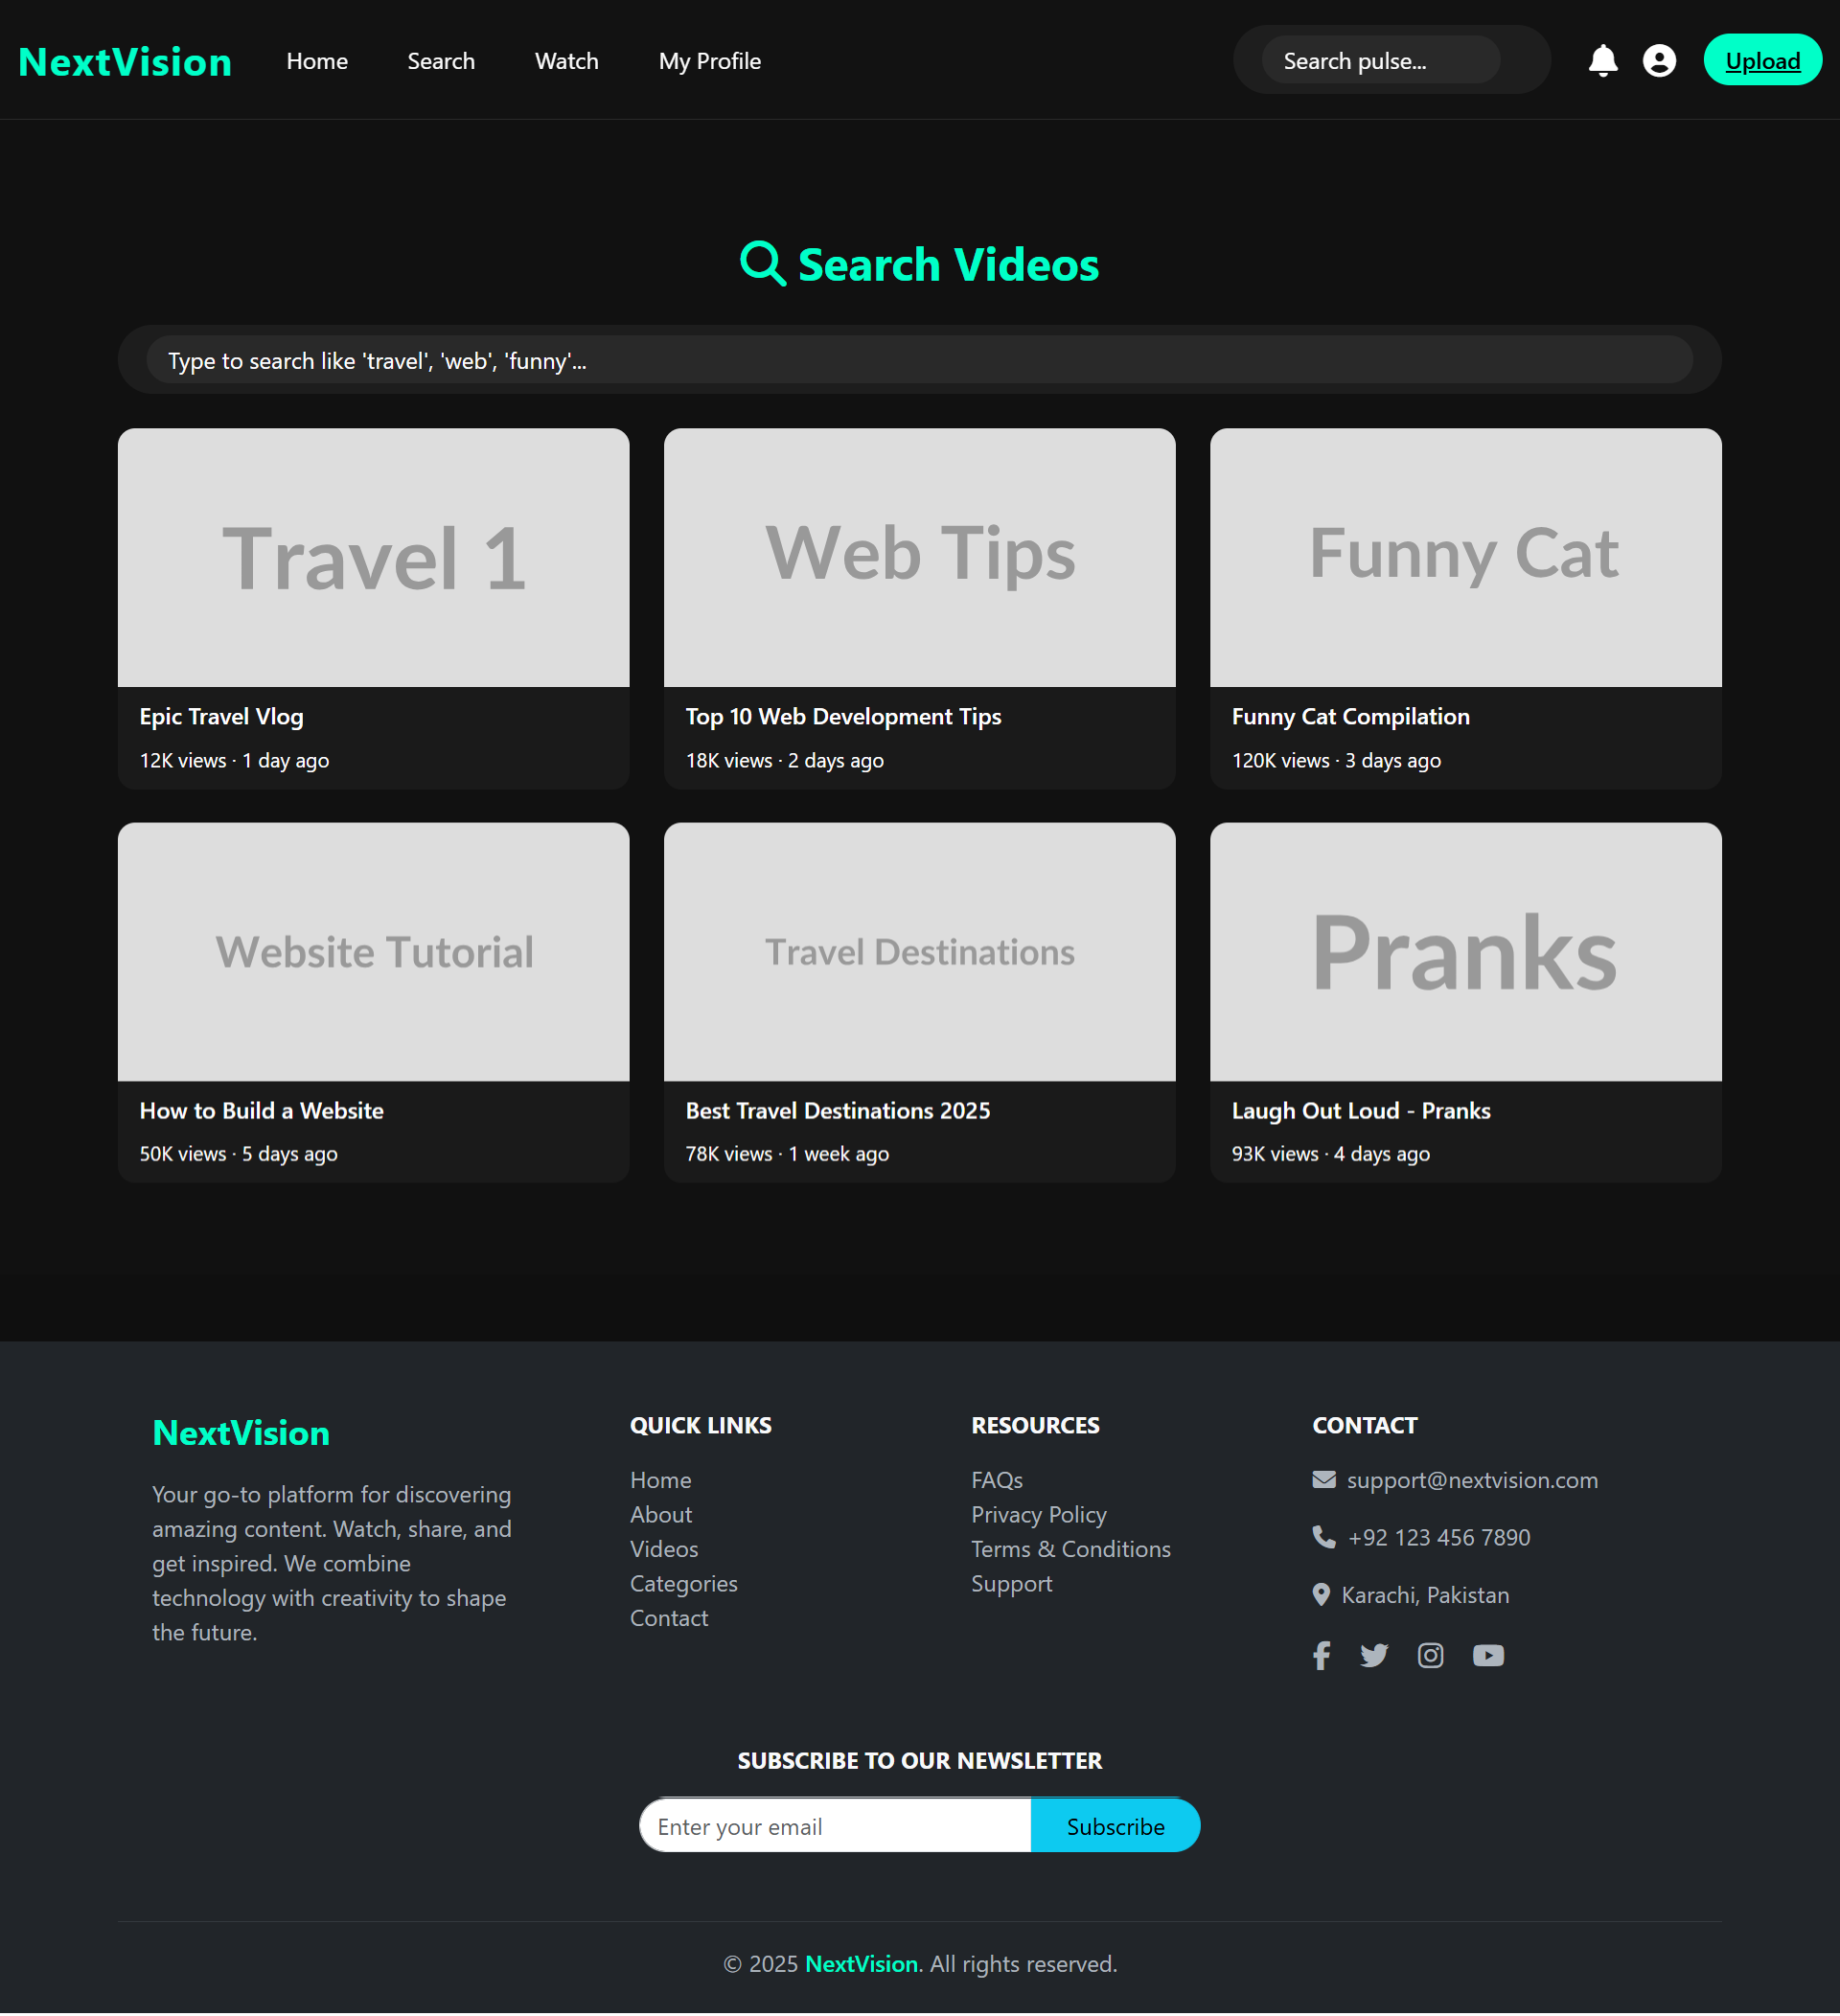 NextVision
Home
Search
Watch
My Profile
Search pulse...
Upload
Search Videos
Type to search like 'travel', 'web', 'funny'...
Travel 1
Web Tips
Funny Cat
Epic Travel Vlog
12K views · 1 day ago
Top 10 Web Development Tips
18K views · 2 days ago
Funny Cat Compilation
120K views · 3 days ago
Website Tutorial
Travel Destinations
Pranks
How to Build a Website
50K views · 5 days ago
Best Travel Destinations 2025
78K views · 1 week ago
Laugh Out Loud - Pranks
93K views · 4 days ago
NextVision
Your go-to platform for discovering
amazing content. Watch, share, and
get inspired. We combine
technology with creativity to shape
the future.
QUICK LINKS
Home
About
Videos
Categories
Contact
RESOURCES
FAQs
Privacy Policy
Terms & Conditions
Support
CONTACT
support@nextvision.com
+92 123 456 7890
Karachi, Pakistan
SUBSCRIBE TO OUR NEWSLETTER
Enter your email
Subscribe
© 2025 NextVision. All rights reserved.